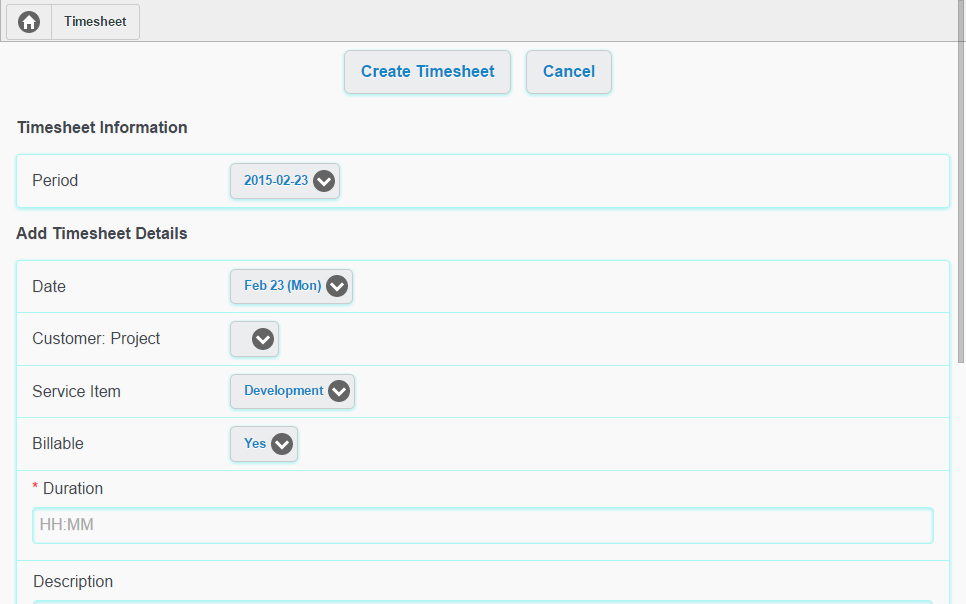 Timesheet
Create Timesheet Cancel
Timesheet Information
Period 2015-02-23
Add Timesheet Details
Date Feb 23 (Mon)
Customer: Project
Service Item Development
Billable Yes
* Duration
HH:MM
Description